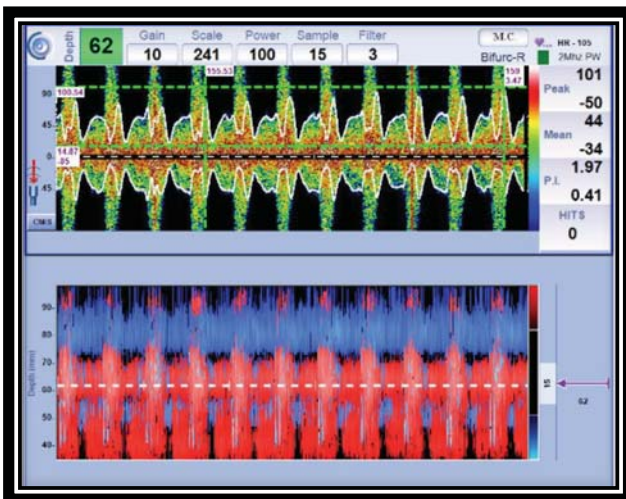 Depth 62
Gain Scale Power Sample Filter
10 241 100 15 3
M.C.
Bifurc-R
HR - 105
2Mhz PW
155.53
159
3.47
100.54
14.87
-85
90
45
0
45
CM/S
Peak
101
-50
Mean
44
-34
P.I.
1.97
0.41
HITS
0
Depth (mm)
90
80
70
60
50
40
15
62